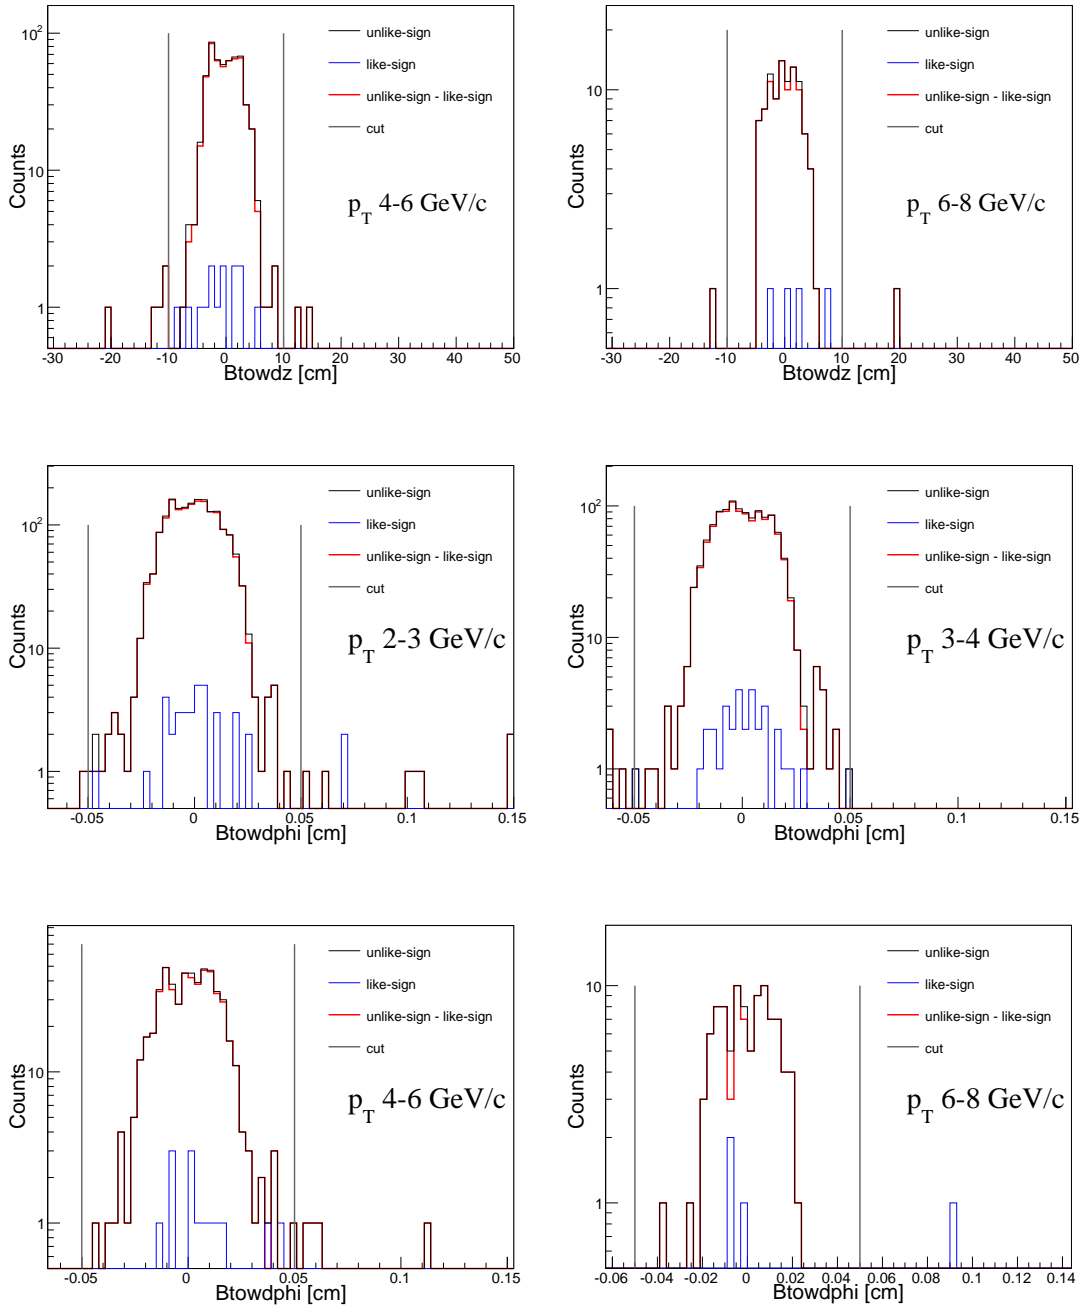 10²
unlike-sign
like-sign
unlike-sign - like-sign
cut
10
1
Counts
p_T 4-6 GeV/c
-30 -20 -10 0 10 20 30 40 50
Btowdz [cm]
unlike-sign
like-sign
unlike-sign - like-sign
cut
10
1
Counts
p_T 6-8 GeV/c
-30 -20 -10 0 10 20 30 40 50
Btowdz [cm]
10²
unlike-sign
like-sign
unlike-sign - like-sign
cut
10
1
Counts
p_T 2-3 GeV/c
-0.05 0 0.05 0.1 0.15
Btowdphi [cm]
10²
unlike-sign
like-sign
unlike-sign - like-sign
cut
10
1
Counts
p_T 3-4 GeV/c
-0.05 0 0.05 0.1 0.15
Btowdphi [cm]
unlike-sign
like-sign
unlike-sign - like-sign
cut
10
1
Counts
p_T 4-6 GeV/c
-0.05 0 0.05 0.1 0.15
Btowdphi [cm]
unlike-sign
like-sign
unlike-sign - like-sign
cut
10
1
Counts
p_T 6-8 GeV/c
-0.06 -0.04 -0.02 0 0.02 0.04 0.06 0.08 0.1 0.12 0.14
Btowdphi [cm]